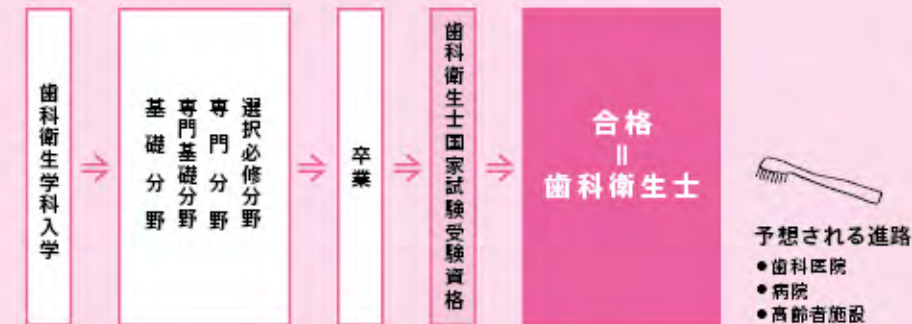 歯科衛生学科入学
⇒
選択必修分野
専門分野
専門基礎分野
基礎分野
⇒
卒業
⇒
歯科衛生士国家試験受験資格
⇒
合格
=
歯科衛生士
予想される進路
●歯科医院
●病院
●高齢者施設